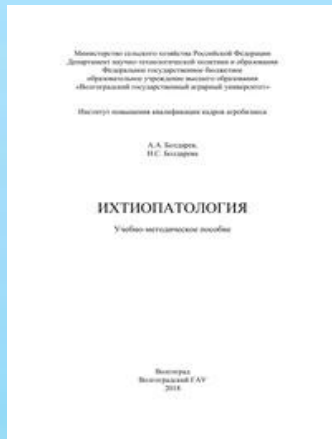 Министерство сельского хозяйства Российской Федерации
Департамент научно-технологической политики и образования
Федеральное государственное бюджетное
образовательное учреждение высшего образования
«Волгоградский государственный аграрный университет»
Институт повышения квалификации кадров агробизнеса
А.А. Болдарев,
Н.С. Болдарева
ИХТИОПАТОЛОГИЯ
Учебно-методическое пособие
Волгоград
Волгоградский ГАУ
2018